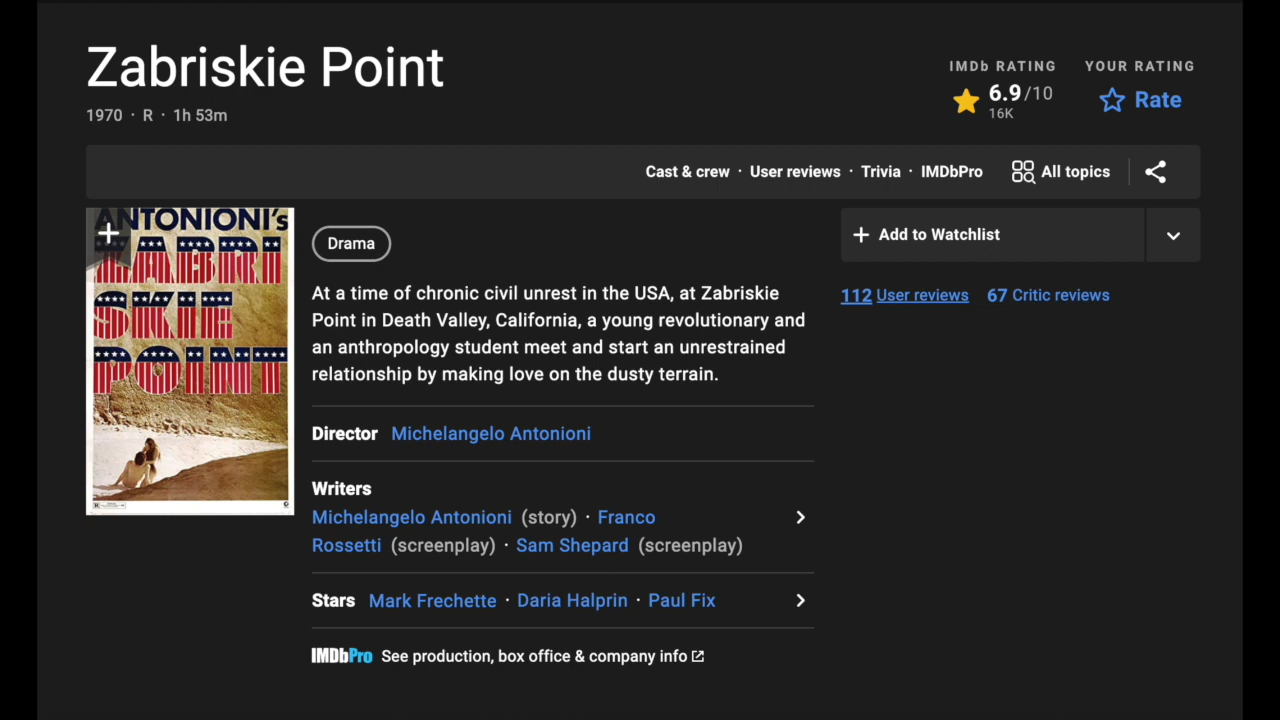 Zabriskie Point
1970 · R · 1h 53m
IMDb RATING
6.9/10
16K
YOUR RATING
Rate
Cast & crew · User reviews · Trivia · IMDbPro
All topics
ANTONIONI's
ZABRI
SKIE
POINT
Drama
At a time of chronic civil unrest in the USA, at Zabriskie
Point in Death Valley, California, a young revolutionary and
an anthropology student meet and start an unrestrained
relationship by making love on the dusty terrain.
Director Michelangelo Antonioni
Writers
Michelangelo Antonioni (story) · Franco
Rossetti (screenplay) · Sam Shepard (screenplay)
Stars Mark Frechette · Daria Halprin · Paul Fix
IMDbPro See production, box office & company info
+ Add to Watchlist
112 User reviews 67 Critic reviews